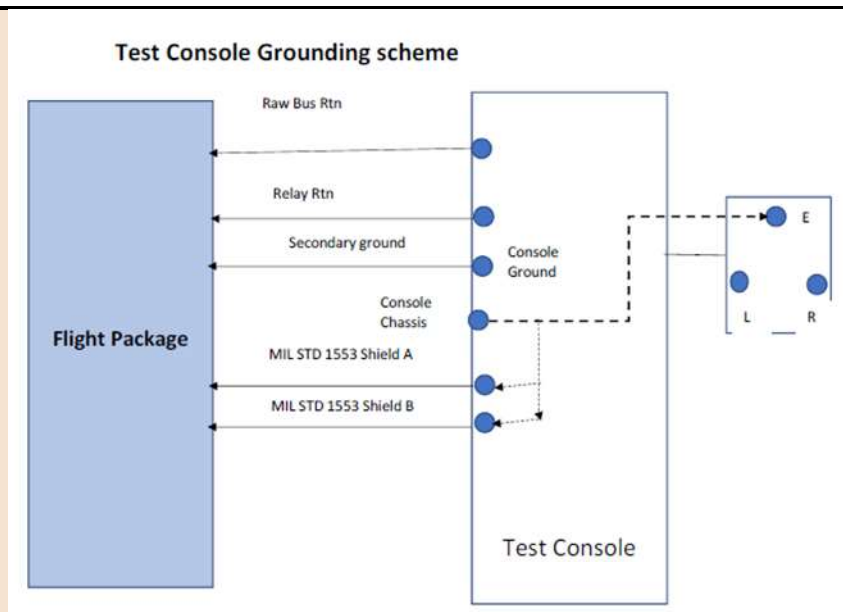 Test Console Grounding scheme
Raw Bus Rtn
Relay Rtn
Secondary ground
Console
Ground
Console
Chassis
MIL STD 1553 Shield A
MIL STD 1553 Shield B
Flight Package
Test Console
E
L
R